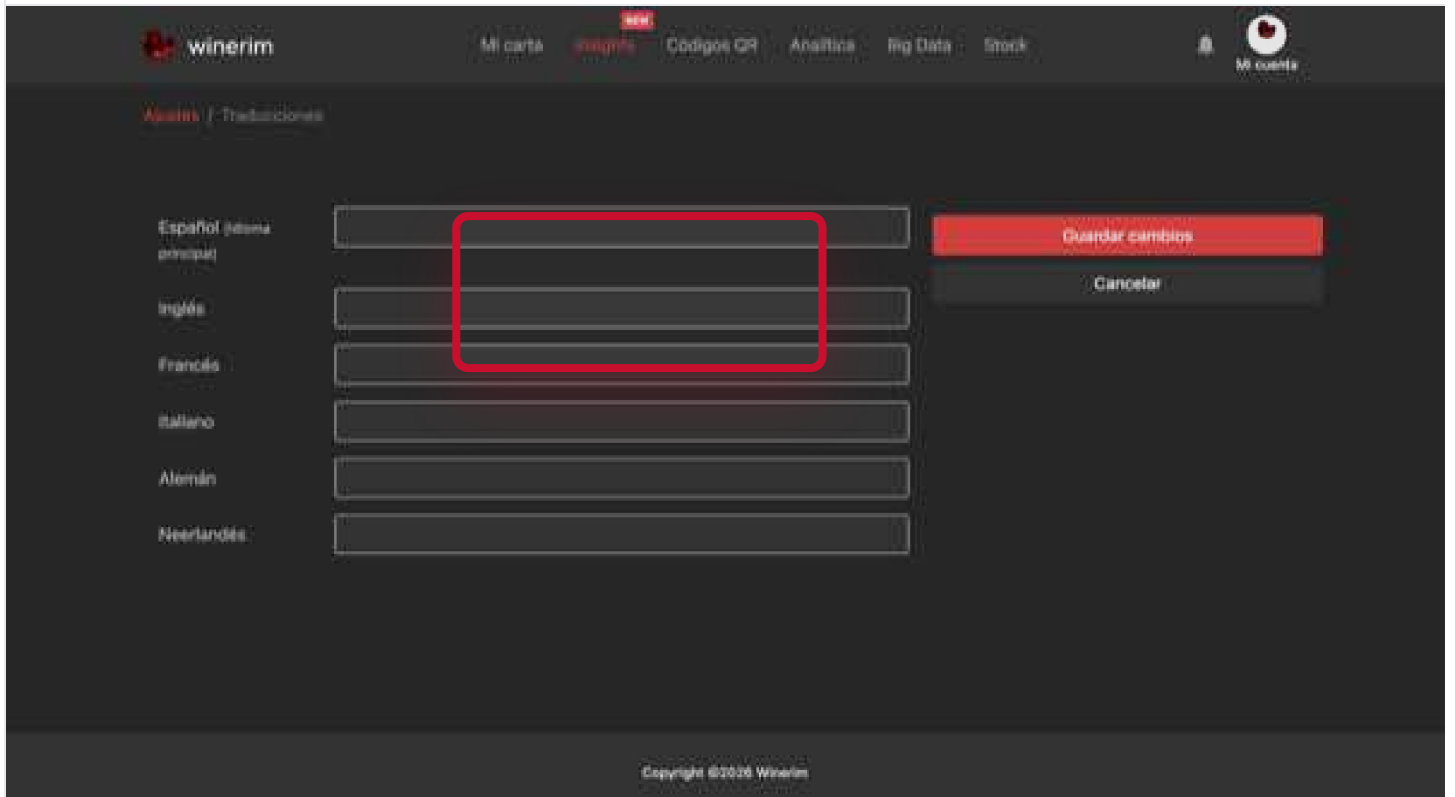 NEW
winerim
Mi carta Insights Códigos QR Analítica Big Data Stock
Mi cuenta
Ajustes / Traducciones
Español (Idioma
principal)
Guardar cambios
Cancelar
Inglés
Francés
Italiano
Alemán
Neerlandés
Copyright ©2026 Winerim